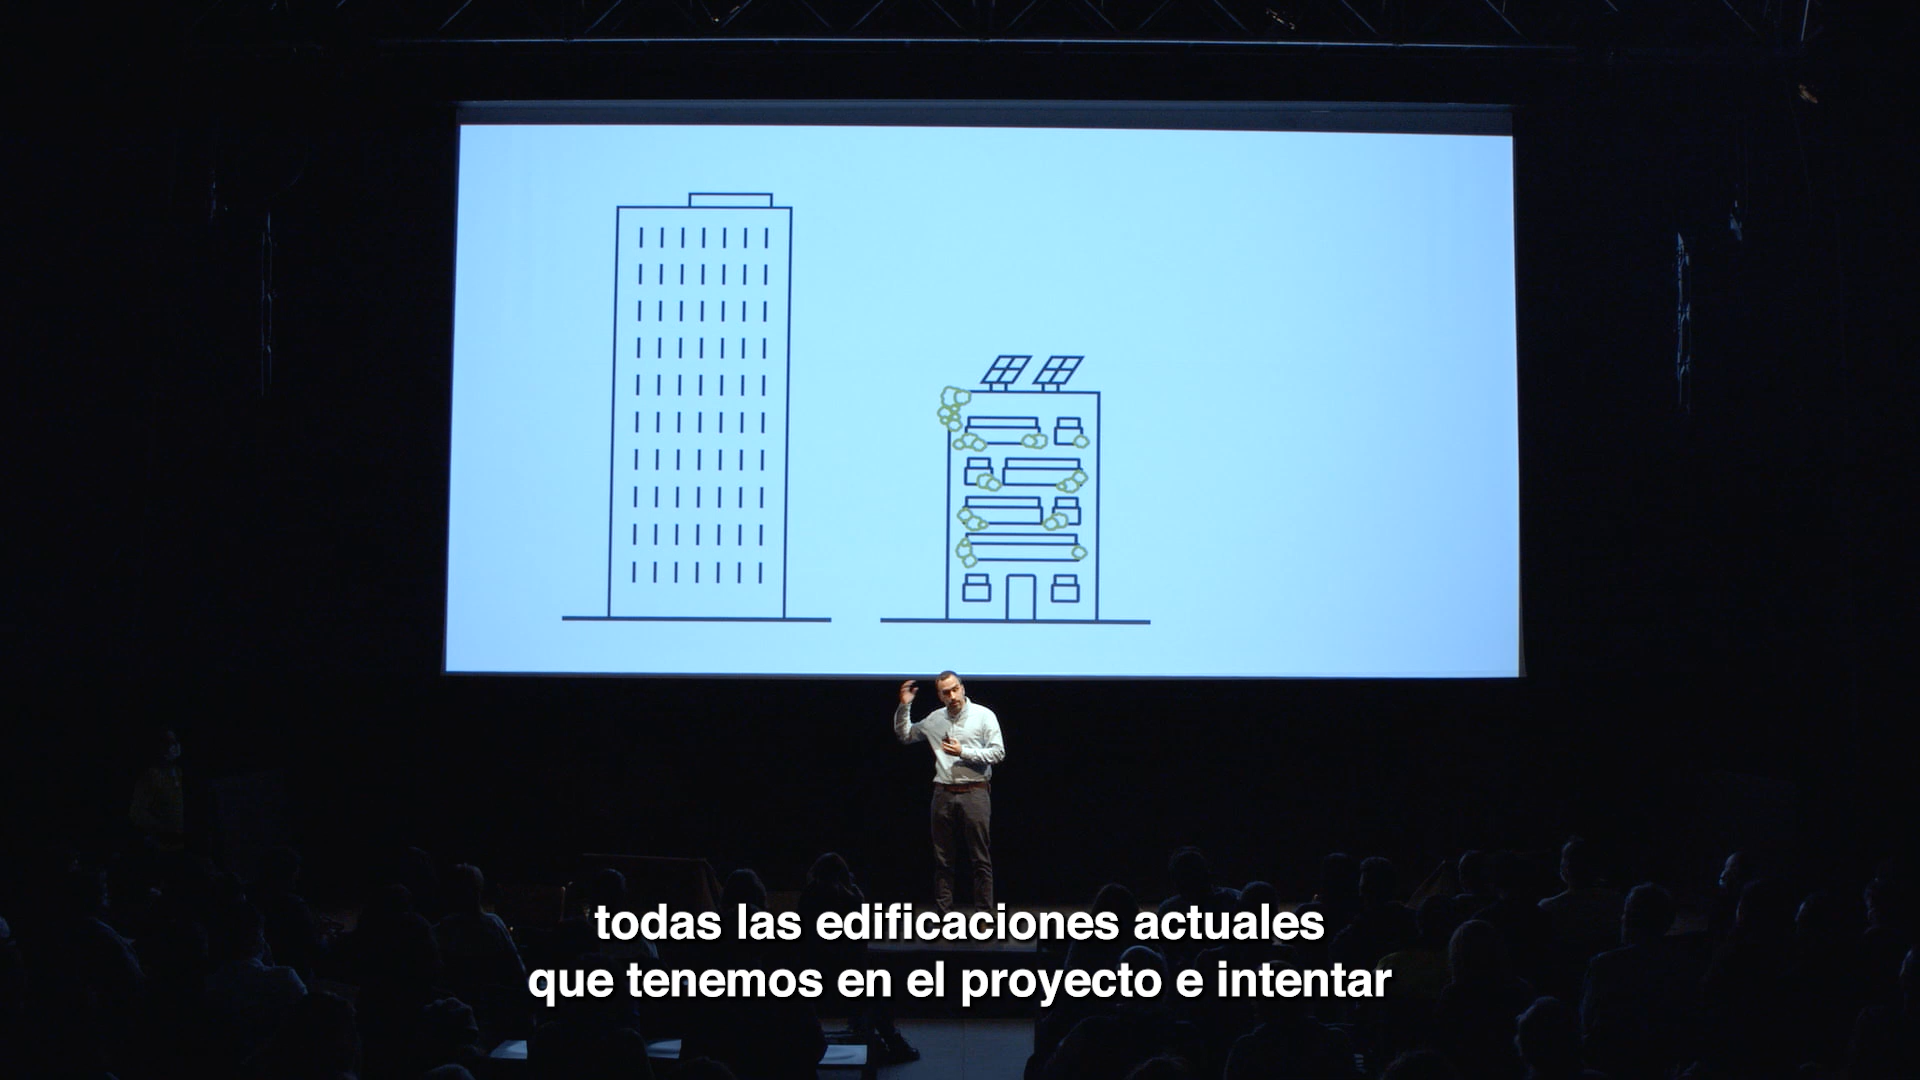 todas las edificaciones actuales
que tenemos en el proyecto e intentar